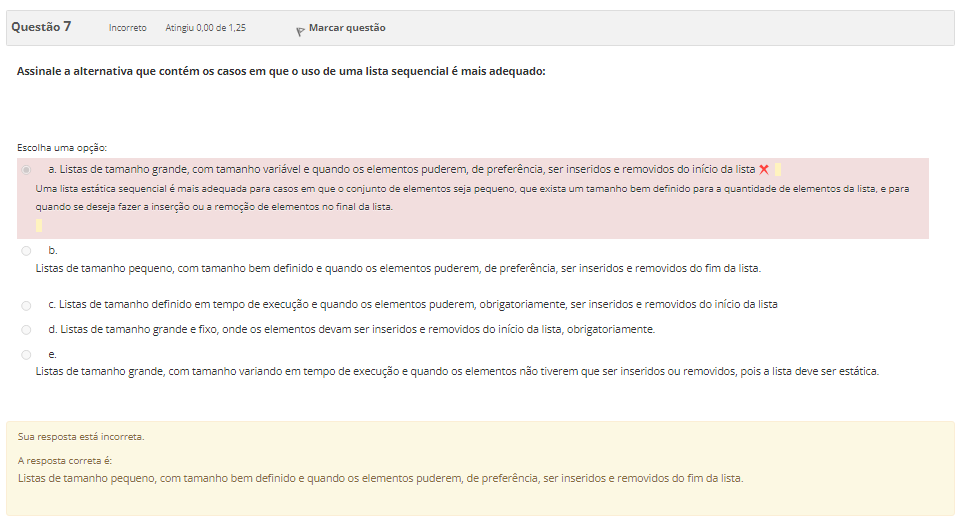 Questão 7 Incorreto Atingiu 0,00 de 1,25 Marcar questão
Assinale a alternativa que contém os casos em que o uso de uma lista sequencial é mais adequado:
Escolha uma opção:
a. Listas de tamanho grande, com tamanho variável e quando os elementos puderem, de preferência, ser inseridos e removidos do início da lista
Uma lista estática sequencial é mais adequada para casos em que o conjunto de elementos seja pequeno, que exista um tamanho bem definido para a quantidade de elementos da lista, e para
quando se deseja fazer a inserção ou a remoção de elementos no final da lista.
b.
Listas de tamanho pequeno, com tamanho bem definido e quando os elementos puderem, de preferência, ser inseridos e removidos do fim da lista.
c. Listas de tamanho definido em tempo de execução e quando os elementos puderem, obrigatoriamente, ser inseridos e removidos do início da lista
d. Listas de tamanho grande e fixo, onde os elementos devam ser inseridos e removidos do início da lista, obrigatoriamente.
e.
Listas de tamanho grande, com tamanho variando em tempo de execução e quando os elementos não tiverem que ser inseridos ou removidos, pois a lista deve ser estática.
Sua resposta está incorreta.
A resposta correta é:
Listas de tamanho pequeno, com tamanho bem definido e quando os elementos puderem, de preferência, ser inseridos e removidos do fim da lista.